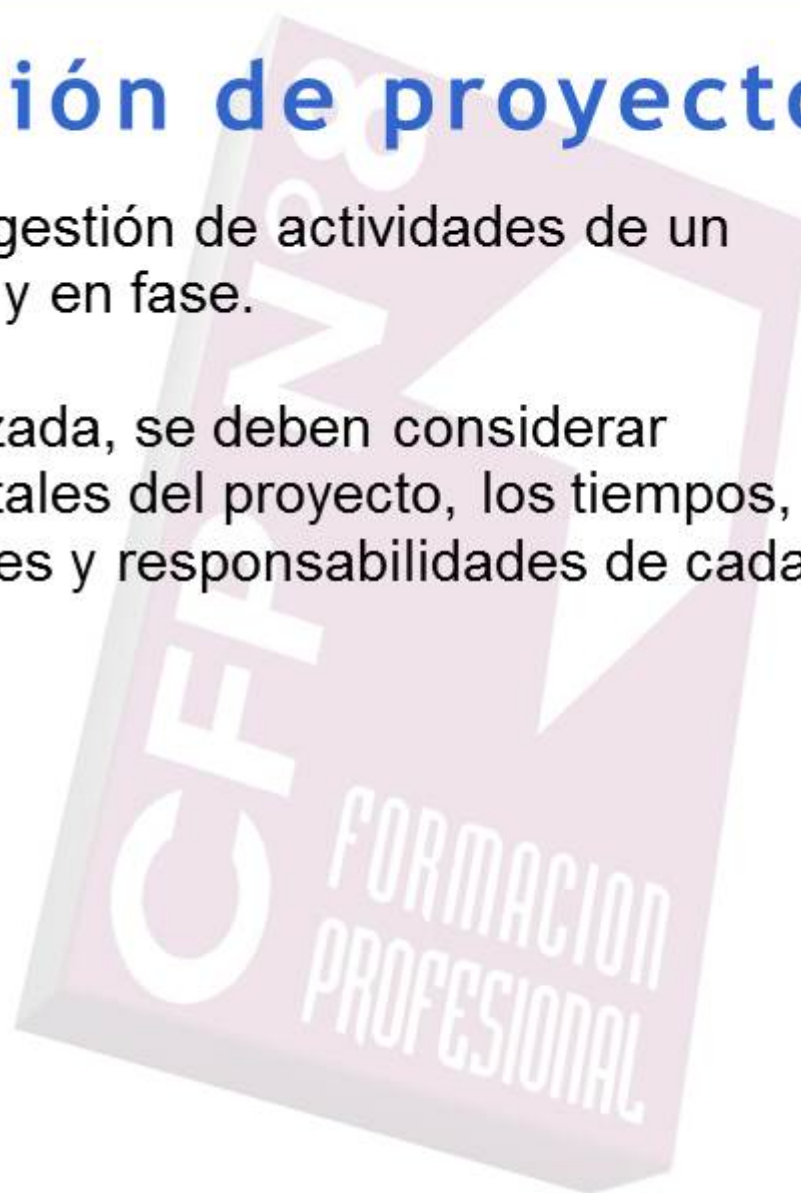 ión de proyecto
gestión de actividades de un
y en fase.
zada, se deben considerar
tales del proyecto, los tiempos,
es y responsabilidades de cada
CFP N°8
FORMACION
PROFESIONAL